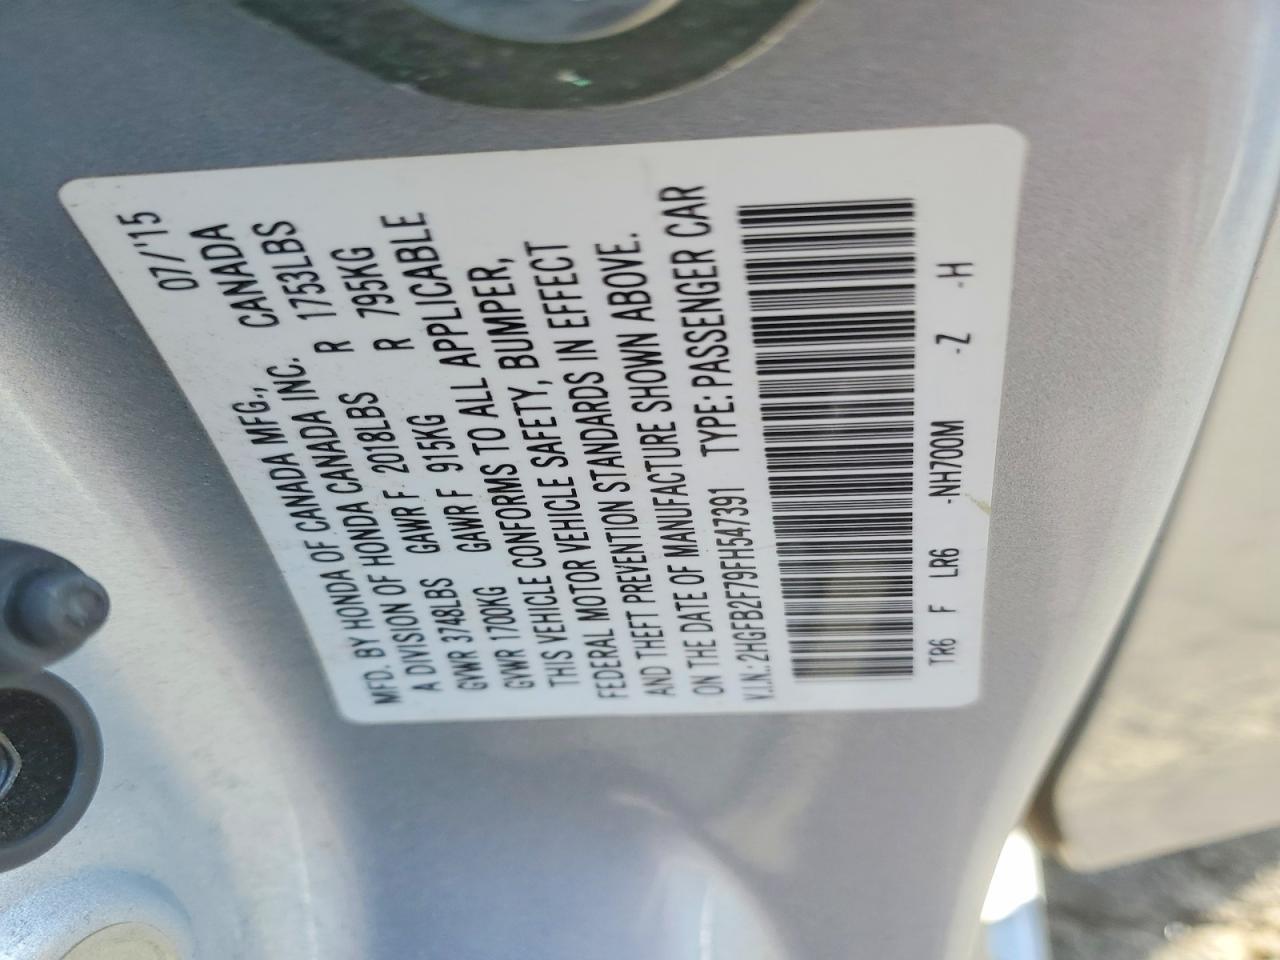 MFD. BY HONDA OF CANADA MFG., CANADA 07/'15
A DIVISION OF HONDA CANADA INC.
GVWR 3748LBS GAWR F 2018LBS R 1753LBS
GVWR 1700KG GAWR F 915KG R 795KG
THIS VEHICLE CONFORMS TO ALL APPLICABLE
FEDERAL MOTOR VEHICLE SAFETY, BUMPER,
AND THEFT PREVENTION STANDARDS IN EFFECT
ON THE DATE OF MANUFACTURE SHOWN ABOVE.
V.I.N.: 2HGFB2F79FH547391 TYPE: PASSENGER CAR
TR6 F LR6 -NH700M -Z -H